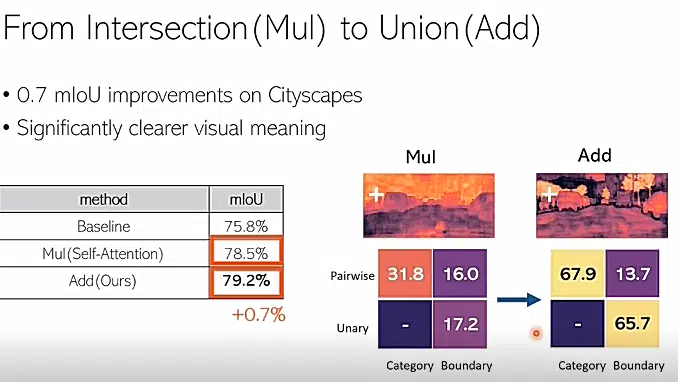 From Intersection(Mul) to Union(Add)
• 0.7 mIoU improvements on Cityscapes
• Significantly clearer visual meaning
method mIoU
Baseline 75.8%
Mul(Self-Attention) 78.5%
Add(Ours) 79.2%
+0.7%
Mul Add
Pairwise 31.8 16.0 67.9 13.7
Unary - 17.2 - 65.7
Category Boundary Category Boundary